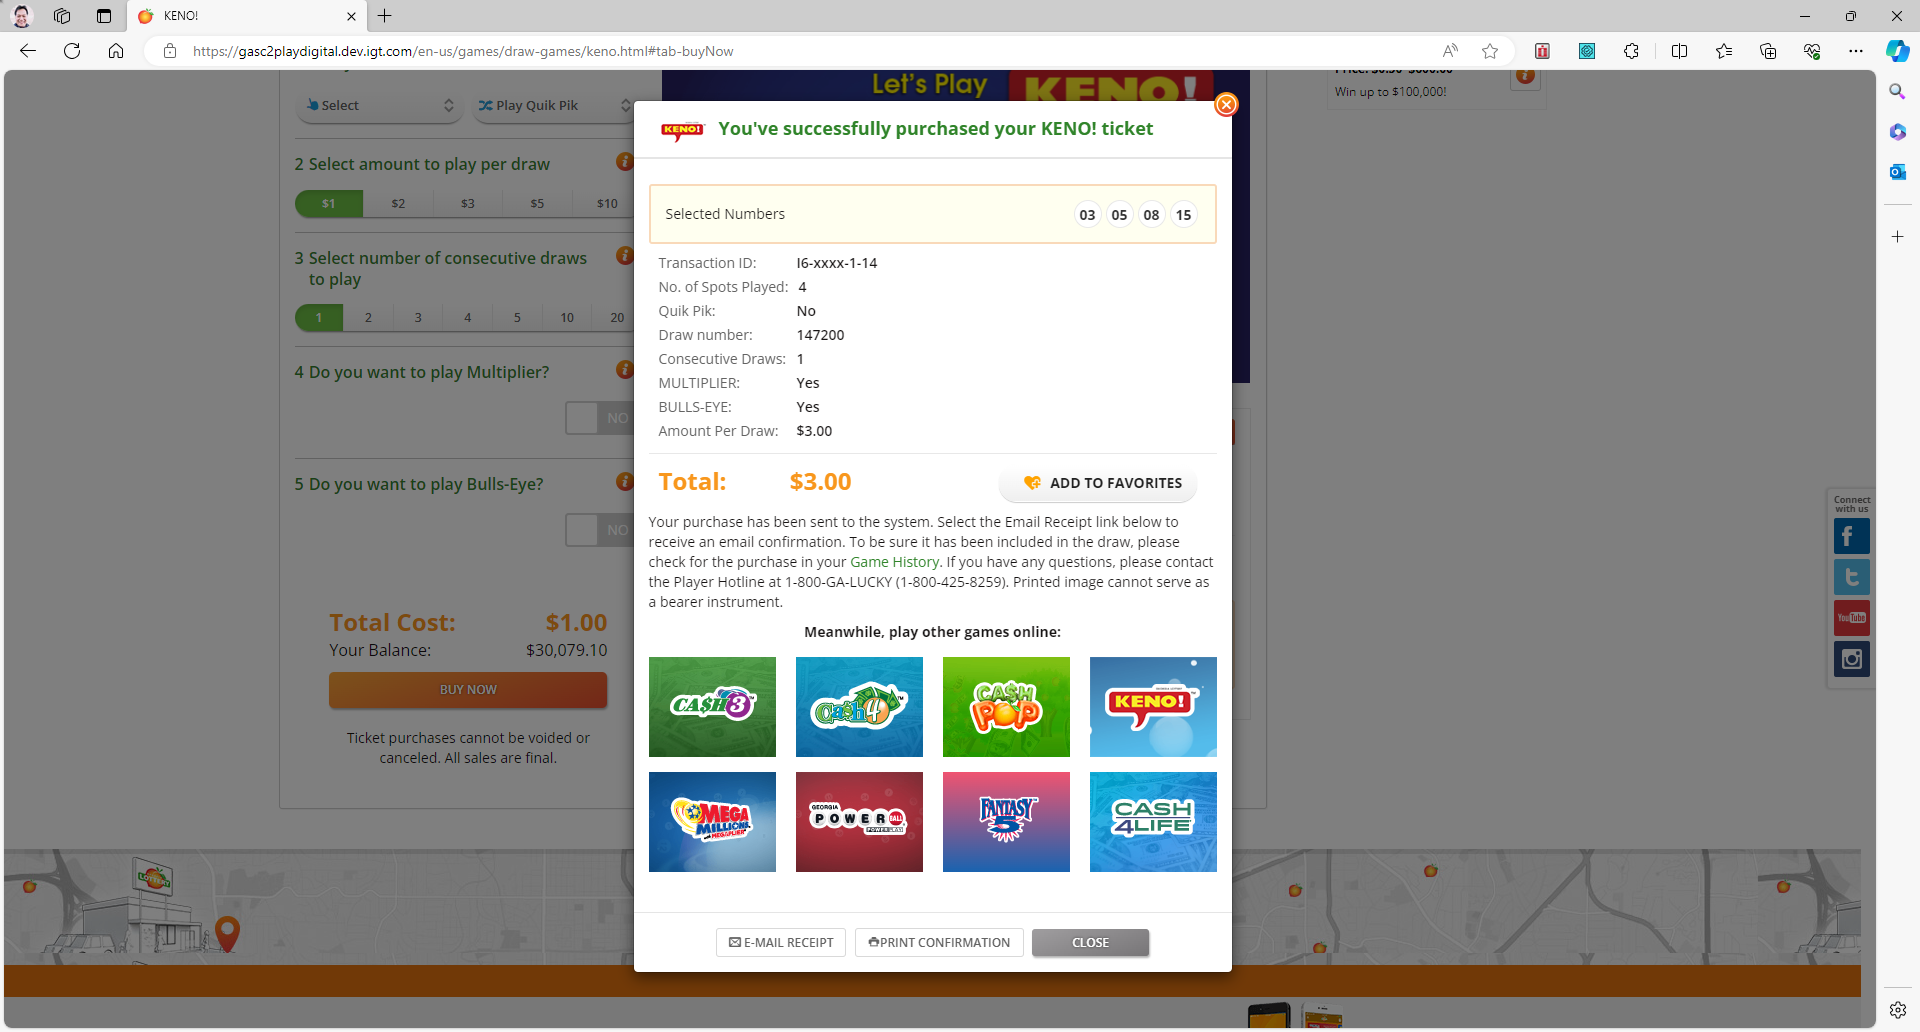 KENO!
https://gasc2playdigital.dev.igt.com/en-us/games/draw-games/keno.html#tab-buyNow
Let's Play
KENO!
Price: $0.50 -$600.00
Win up to $100,000!
Select
Play Quik Pik
2 Select amount to play per draw
$1 $2 $3 $5 $10
3 Select number of consecutive draws
to play
1 2 3 4 5 10 20
4 Do you want to play Multiplier?
NO
5 Do you want to play Bulls-Eye?
NO
Total Cost: $1.00
Your Balance: $30,079.10
BUY NOW
Ticket purchases cannot be voided or
canceled. All sales are final.
KENO!
You've successfully purchased your KENO! ticket
Selected Numbers 03 05 08 15
Transaction ID: I6-xxxx-1-14
No. of Spots Played: 4
Quik Pik: No
Draw number: 147200
Consecutive Draws: 1
MULTIPLIER: Yes
BULLS-EYE: Yes
Amount Per Draw: $3.00
Total: $3.00
ADD TO FAVORITES
Your purchase has been sent to the system. Select the Email Receipt link below to
receive an email confirmation. To be sure it has been included in the draw, please
check for the purchase in your Game History. If you have any questions, please contact
the Player Hotline at 1-800-GA-LUCKY (1-800-425-8259). Printed image cannot serve as
a bearer instrument.
Meanwhile, play other games online:
CA$H 3
Cash 4
CA$H POP
KENO!
MEGA MILLIONS
GEORGIA POWERBALL
FANTASY 5
CASH 4LIFE
E-MAIL RECEIPT
PRINT CONFIRMATION
CLOSE
Connect
with us
f
t
YouTube
LOTTERY